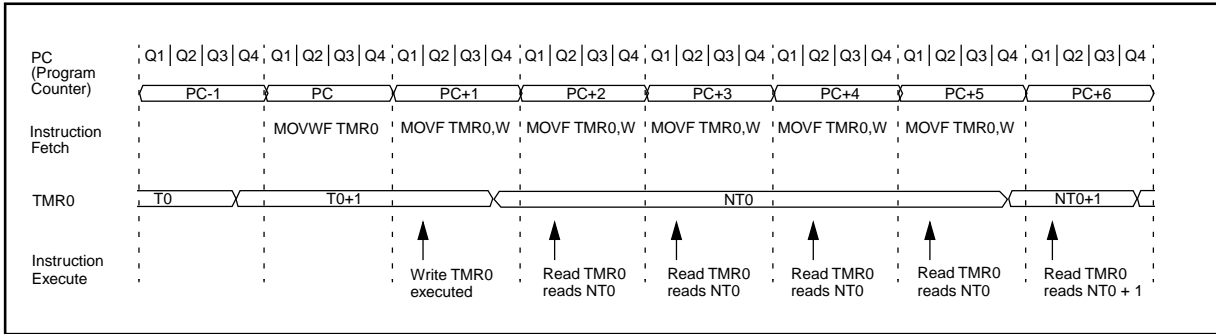 PC
(Program
Counter)
Q1 Q2 Q3 Q4 Q1 Q2 Q3 Q4 Q1 Q2 Q3 Q4 Q1 Q2 Q3 Q4 Q1 Q2 Q3 Q4 Q1 Q2 Q3 Q4 Q1 Q2 Q3 Q4 Q1 Q2 Q3 Q4
PC-1 PC PC+1 PC+2 PC+3 PC+4 PC+5 PC+6
Instruction
Fetch
MOVWF TMR0 MOVF TMR0,W MOVF TMR0,W MOVF TMR0,W MOVF TMR0,W MOVF TMR0,W
TMR0
T0 T0+1 NT0 NT0+1
Instruction
Execute
Write TMR0
executed
Read TMR0
reads NT0
Read TMR0
reads NT0
Read TMR0
reads NT0
Read TMR0
reads NT0
Read TMR0
reads NT0 + 1